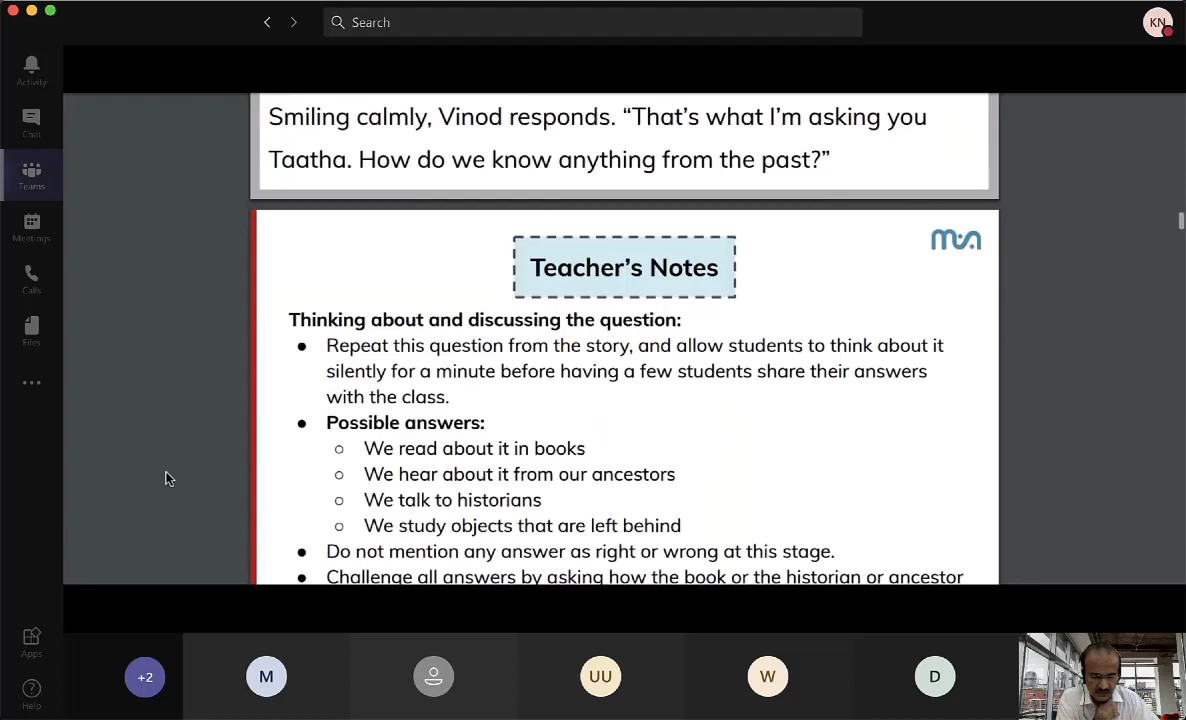 Search
KN
Activity
Chat
Teams
Meetings
Calls
Files
Apps
Help
Smiling calmly, Vinod responds. “That’s what I’m asking you
Taatha. How do we know anything from the past?”
Teacher’s Notes
Thinking about and discussing the question:
● Repeat this question from the story, and allow students to think about it
silently for a minute before having a few students share their answers
with the class.
● Possible answers:
○ We read about it in books
○ We hear about it from our ancestors
○ We talk to historians
○ We study objects that are left behind
● Do not mention any answer as right or wrong at this stage.
● Challenge all answers by asking how the book or the historian or ancestor
+2
M
UU
W
D